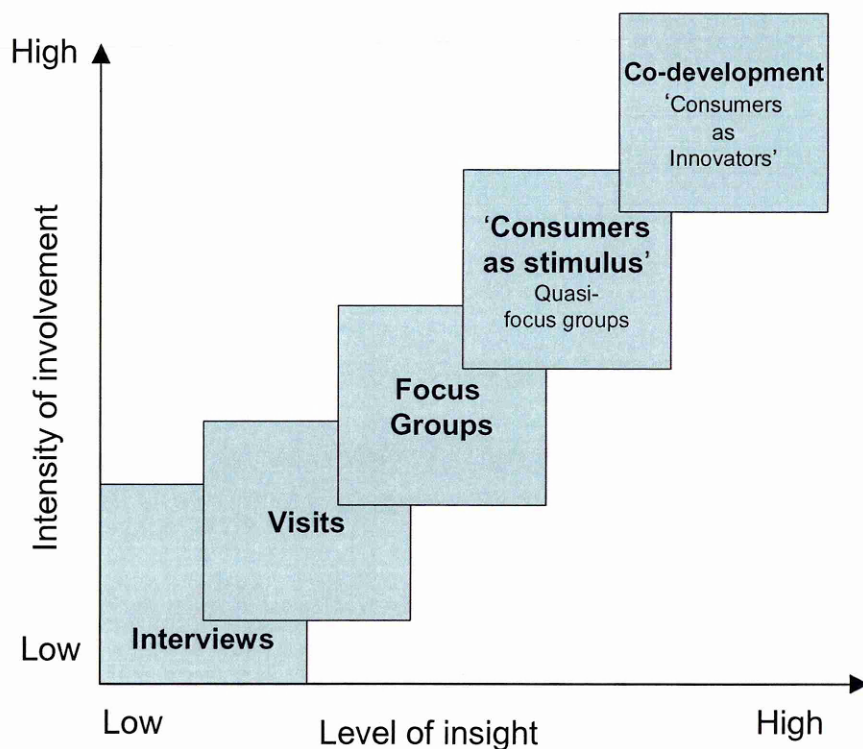 High
Co-development
‘Consumers
as
Innovators’
‘Consumers
as stimulus’
Quasi-
focus groups
Focus
Groups
Visits
Interviews
Intensity of involvement
Low
Low
Level of insight
High